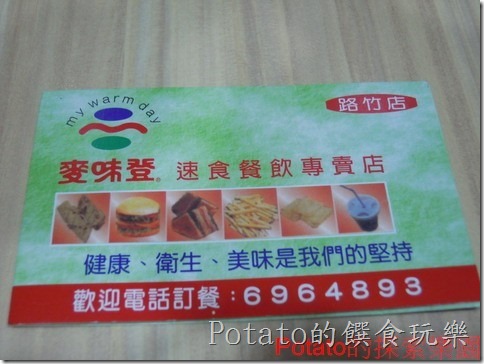 my warm day
路竹店
麥味登® 速食餐飲專賣店
健康、衛生、美味是我們的堅持
歡迎電話訂餐：6964893
Potato的饌食玩樂